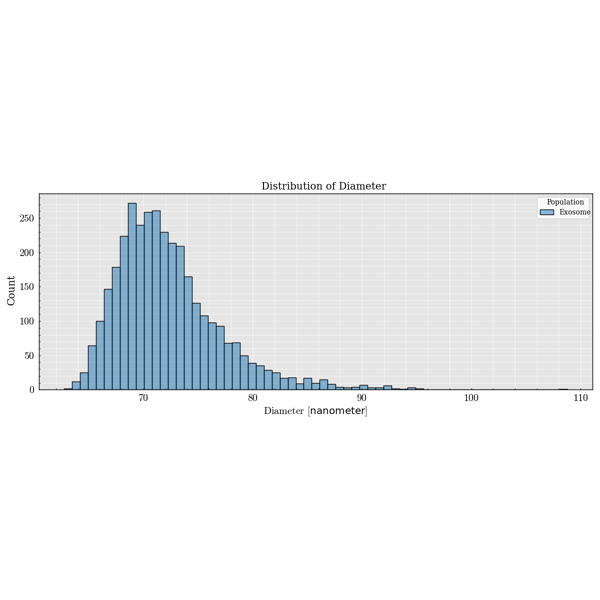 Distribution of Diameter
Population
Exosome
Count
250
200
150
100
50
0
70 80 90 100 110
Diameter [nanometer]